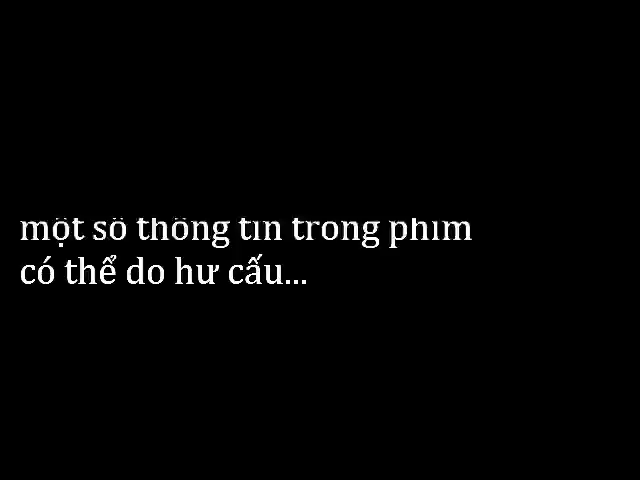 một số thông tin trong phim
có thể do hư cấu...